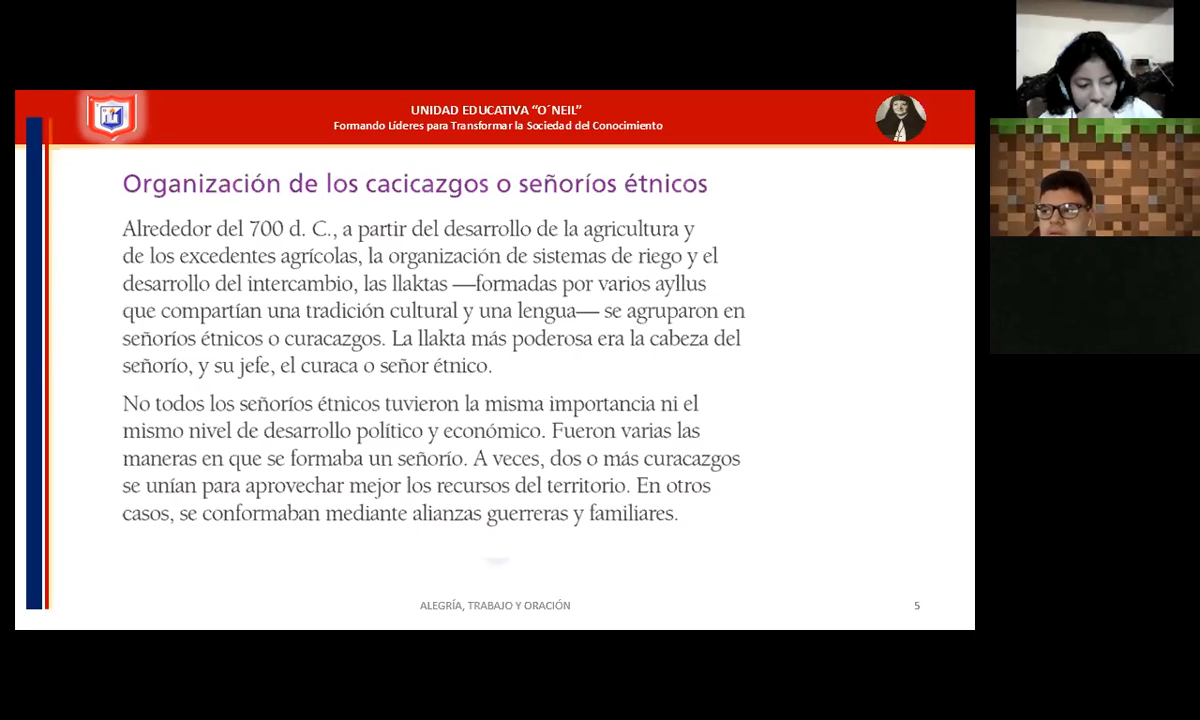 UNIDAD EDUCATIVA “O´NEIL”
Formando Líderes para Transformar la Sociedad del Conocimiento
Organización de los cacicazgos o señoríos étnicos
Alrededor del 700 d. C., a partir del desarrollo de la agricultura y
de los excedentes agrícolas, la organización de sistemas de riego y el
desarrollo del intercambio, las llaktas —formadas por varios ayllus
que compartían una tradición cultural y una lengua— se agruparon en
señoríos étnicos o curacazgos. La llakta más poderosa era la cabeza del
señorío, y su jefe, el curaca o señor étnico.
No todos los señoríos étnicos tuvieron la misma importancia ni el
mismo nivel de desarrollo político y económico. Fueron varias las
maneras en que se formaba un señorío. A veces, dos o más curacazgos
se unían para aprovechar mejor los recursos del territorio. En otros
casos, se conformaban mediante alianzas guerreras y familiares.
ALEGRÍA, TRABAJO Y ORACIÓN
5